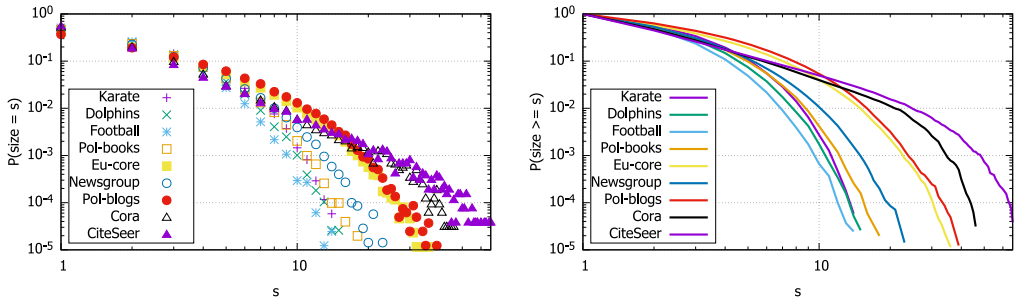 P(size = s)
10^0
10^-1
10^-2
10^-3
10^-4
10^-5
Karate
Dolphins
Football
Pol-books
Eu-core
Newsgroup
Pol-blogs
Cora
CiteSeer
1
10
s
P(size >= s)
10^0
10^-1
10^-2
10^-3
10^-4
10^-5
Karate
Dolphins
Football
Pol-books
Eu-core
Newsgroup
Pol-blogs
Cora
CiteSeer
1
10
s